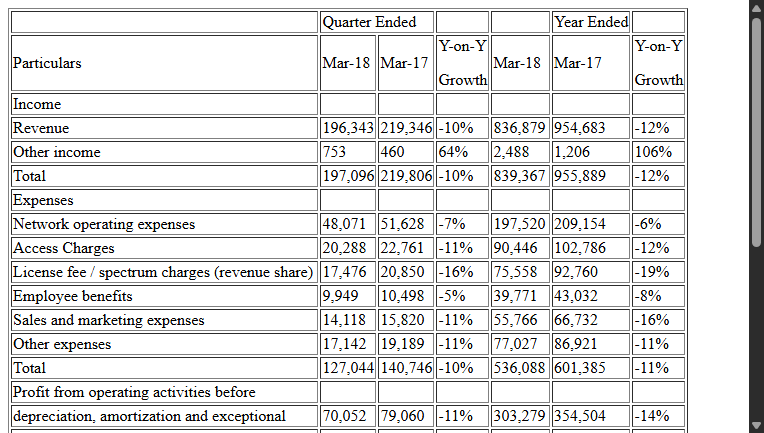 Quarter Ended Year Ended
Particulars Mar-18 Mar-17 Y-on-Y Growth Mar-18 Mar-17 Y-on-Y Growth
Income
Revenue 196,343 219,346 -10% 836,879 954,683 -12%
Other income 753 460 64% 2,488 1,206 106%
Total 197,096 219,806 -10% 839,367 955,889 -12%
Expenses
Network operating expenses 48,071 51,628 -7% 197,520 209,154 -6%
Access Charges 20,288 22,761 -11% 90,446 102,786 -12%
License fee / spectrum charges (revenue share) 17,476 20,850 -16% 75,558 92,760 -19%
Employee benefits 9,949 10,498 -5% 39,771 43,032 -8%
Sales and marketing expenses 14,118 15,820 -11% 55,766 66,732 -16%
Other expenses 17,142 19,189 -11% 77,027 86,921 -11%
Total 127,044 140,746 -10% 536,088 601,385 -11%
Profit from operating activities before
depreciation, amortization and exceptional 70,052 79,060 -11% 303,279 354,504 -14%